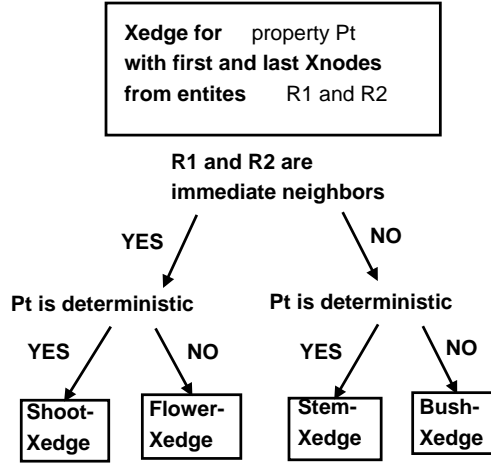 Xedge for property Pt
with first and last Xnodes
from entites R1 and R2
R1 and R2 are
immediate neighbors
YES
NO
Pt is deterministic
Pt is deterministic
YES
NO
YES
NO
Shoot-
Xedge
Flower-
Xedge
Stem-
Xedge
Bush-
Xedge